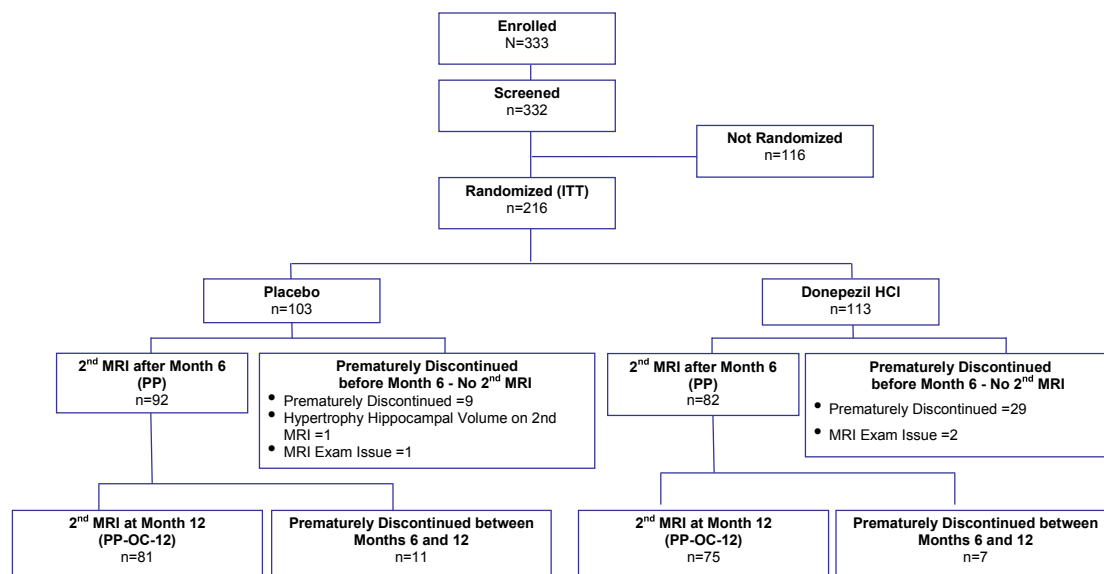 Enrolled
N=333
Screened
n=332
Not Randomized
n=116
Randomized (ITT)
n=216
Placebo
n=103
Donepezil HCl
n=113
2nd MRI after Month 6
(PP)
n=92
Prematurely Discontinued
before Month 6 - No 2nd MRI
• Prematurely Discontinued =9
• Hypertrophy Hippocampal Volume on 2nd
MRI =1
• MRI Exam Issue =1
2nd MRI after Month 6
(PP)
n=82
Prematurely Discontinued
before Month 6 - No 2nd MRI
• Prematurely Discontinued =29
• MRI Exam Issue =2
2nd MRI at Month 12
(PP-OC-12)
n=81
Prematurely Discontinued between
Months 6 and 12
n=11
2nd MRI at Month 12
(PP-OC-12)
n=75
Prematurely Discontinued between
Months 6 and 12
n=7